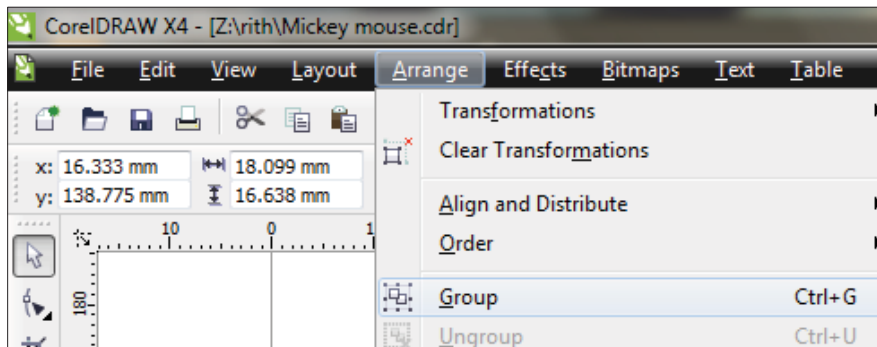 CorelDRAW X4 - [Z:\rith\Mickey mouse.cdr]
File Edit View Layout Arrange Effects Bitmaps Text Table
Transformations
Clear Transformations
x: 16.333 mm 18.099 mm
y: 138.775 mm 16.638 mm
Align and Distribute
10 0 1
Order
180
Group Ctrl+G
Ungroup Ctrl+U